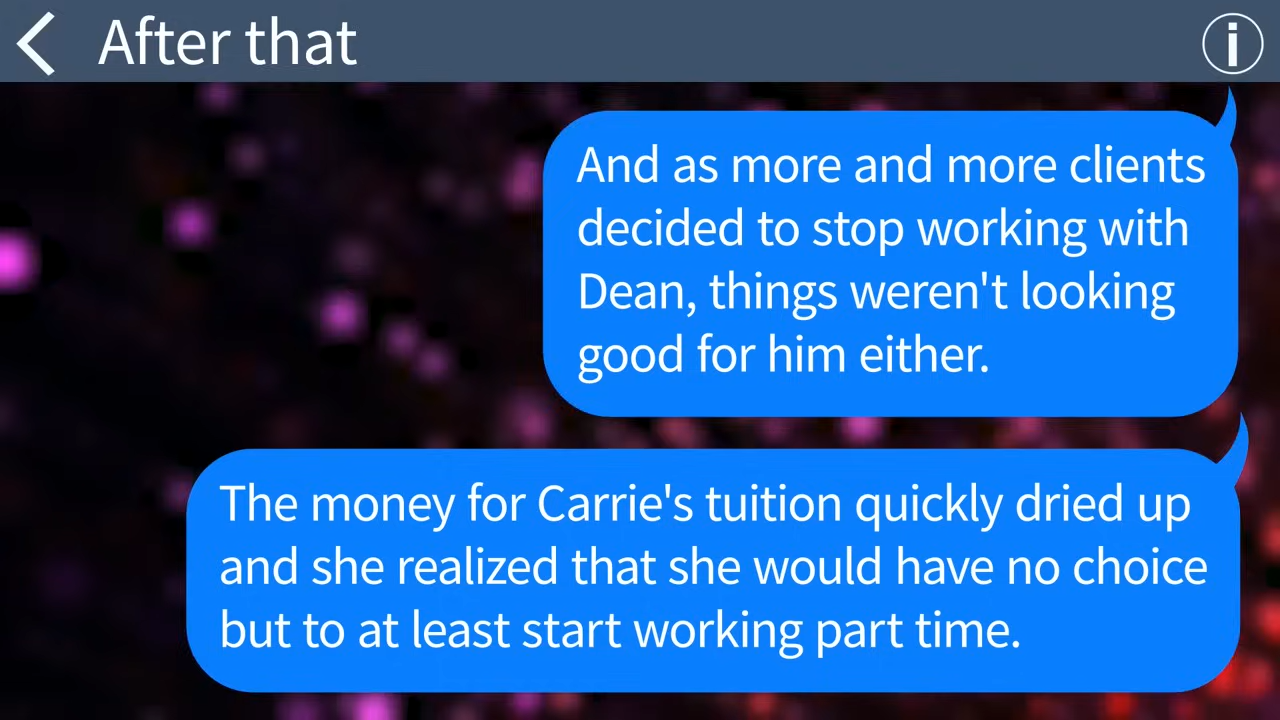 After that
And as more and more clients
decided to stop working with
Dean, things weren't looking
good for him either.
The money for Carrie's tuition quickly dried up
and she realized that she would have no choice
but to at least start working part time.